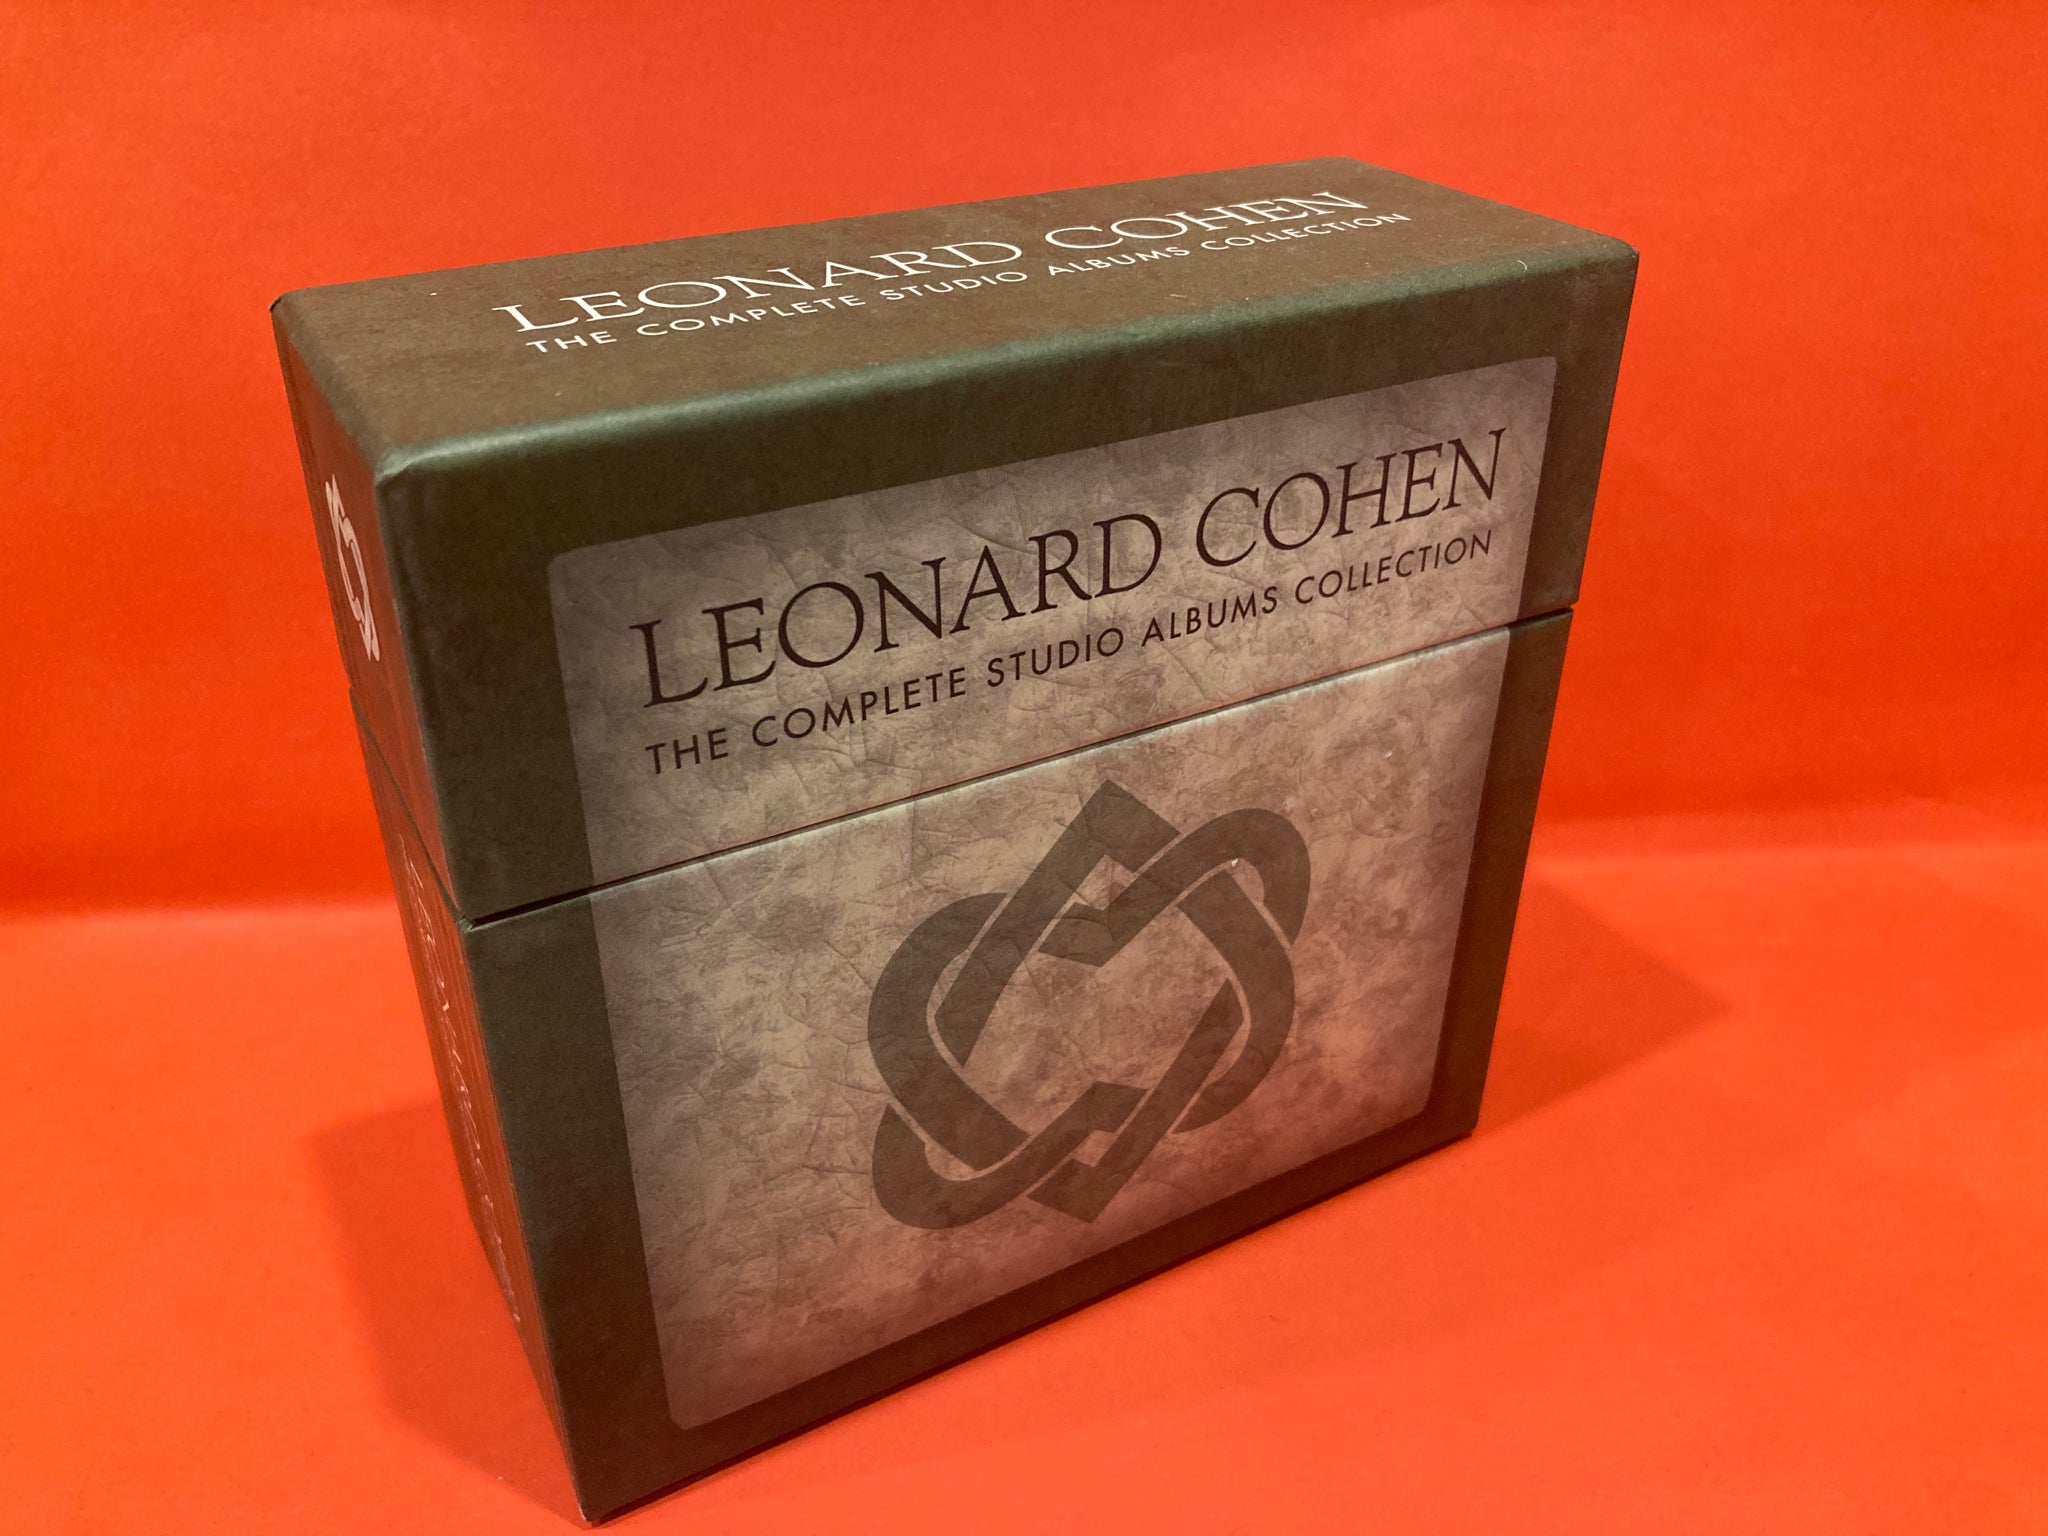 LEONARD COHEN
THE COMPLETE STUDIO ALBUMS COLLECTION
LEONARD COHEN
THE COMPLETE STUDIO ALBUMS COLLECTION